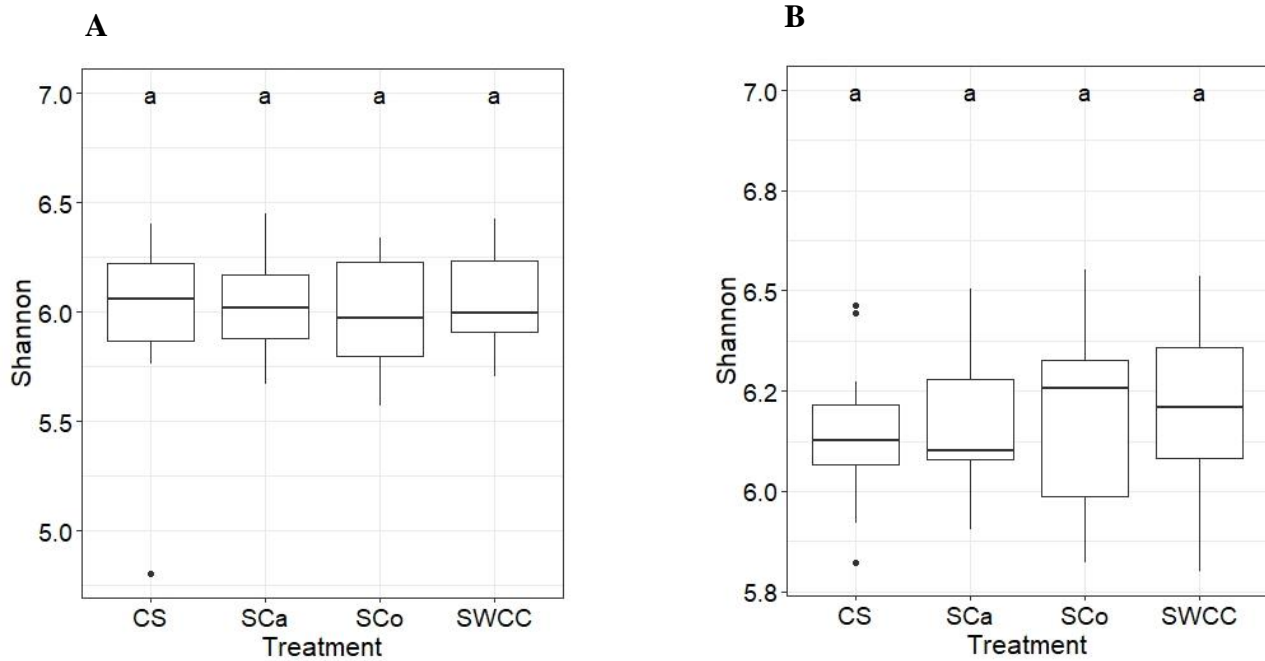 A
7.0
a a a a
6.5
6.0
5.5
5.0
Shannon
CS SCa SCo SWCC
Treatment
B
7.0
a a a a
6.8
6.5
6.2
6.0
5.8
Shannon
CS SCa SCo SWCC
Treatment